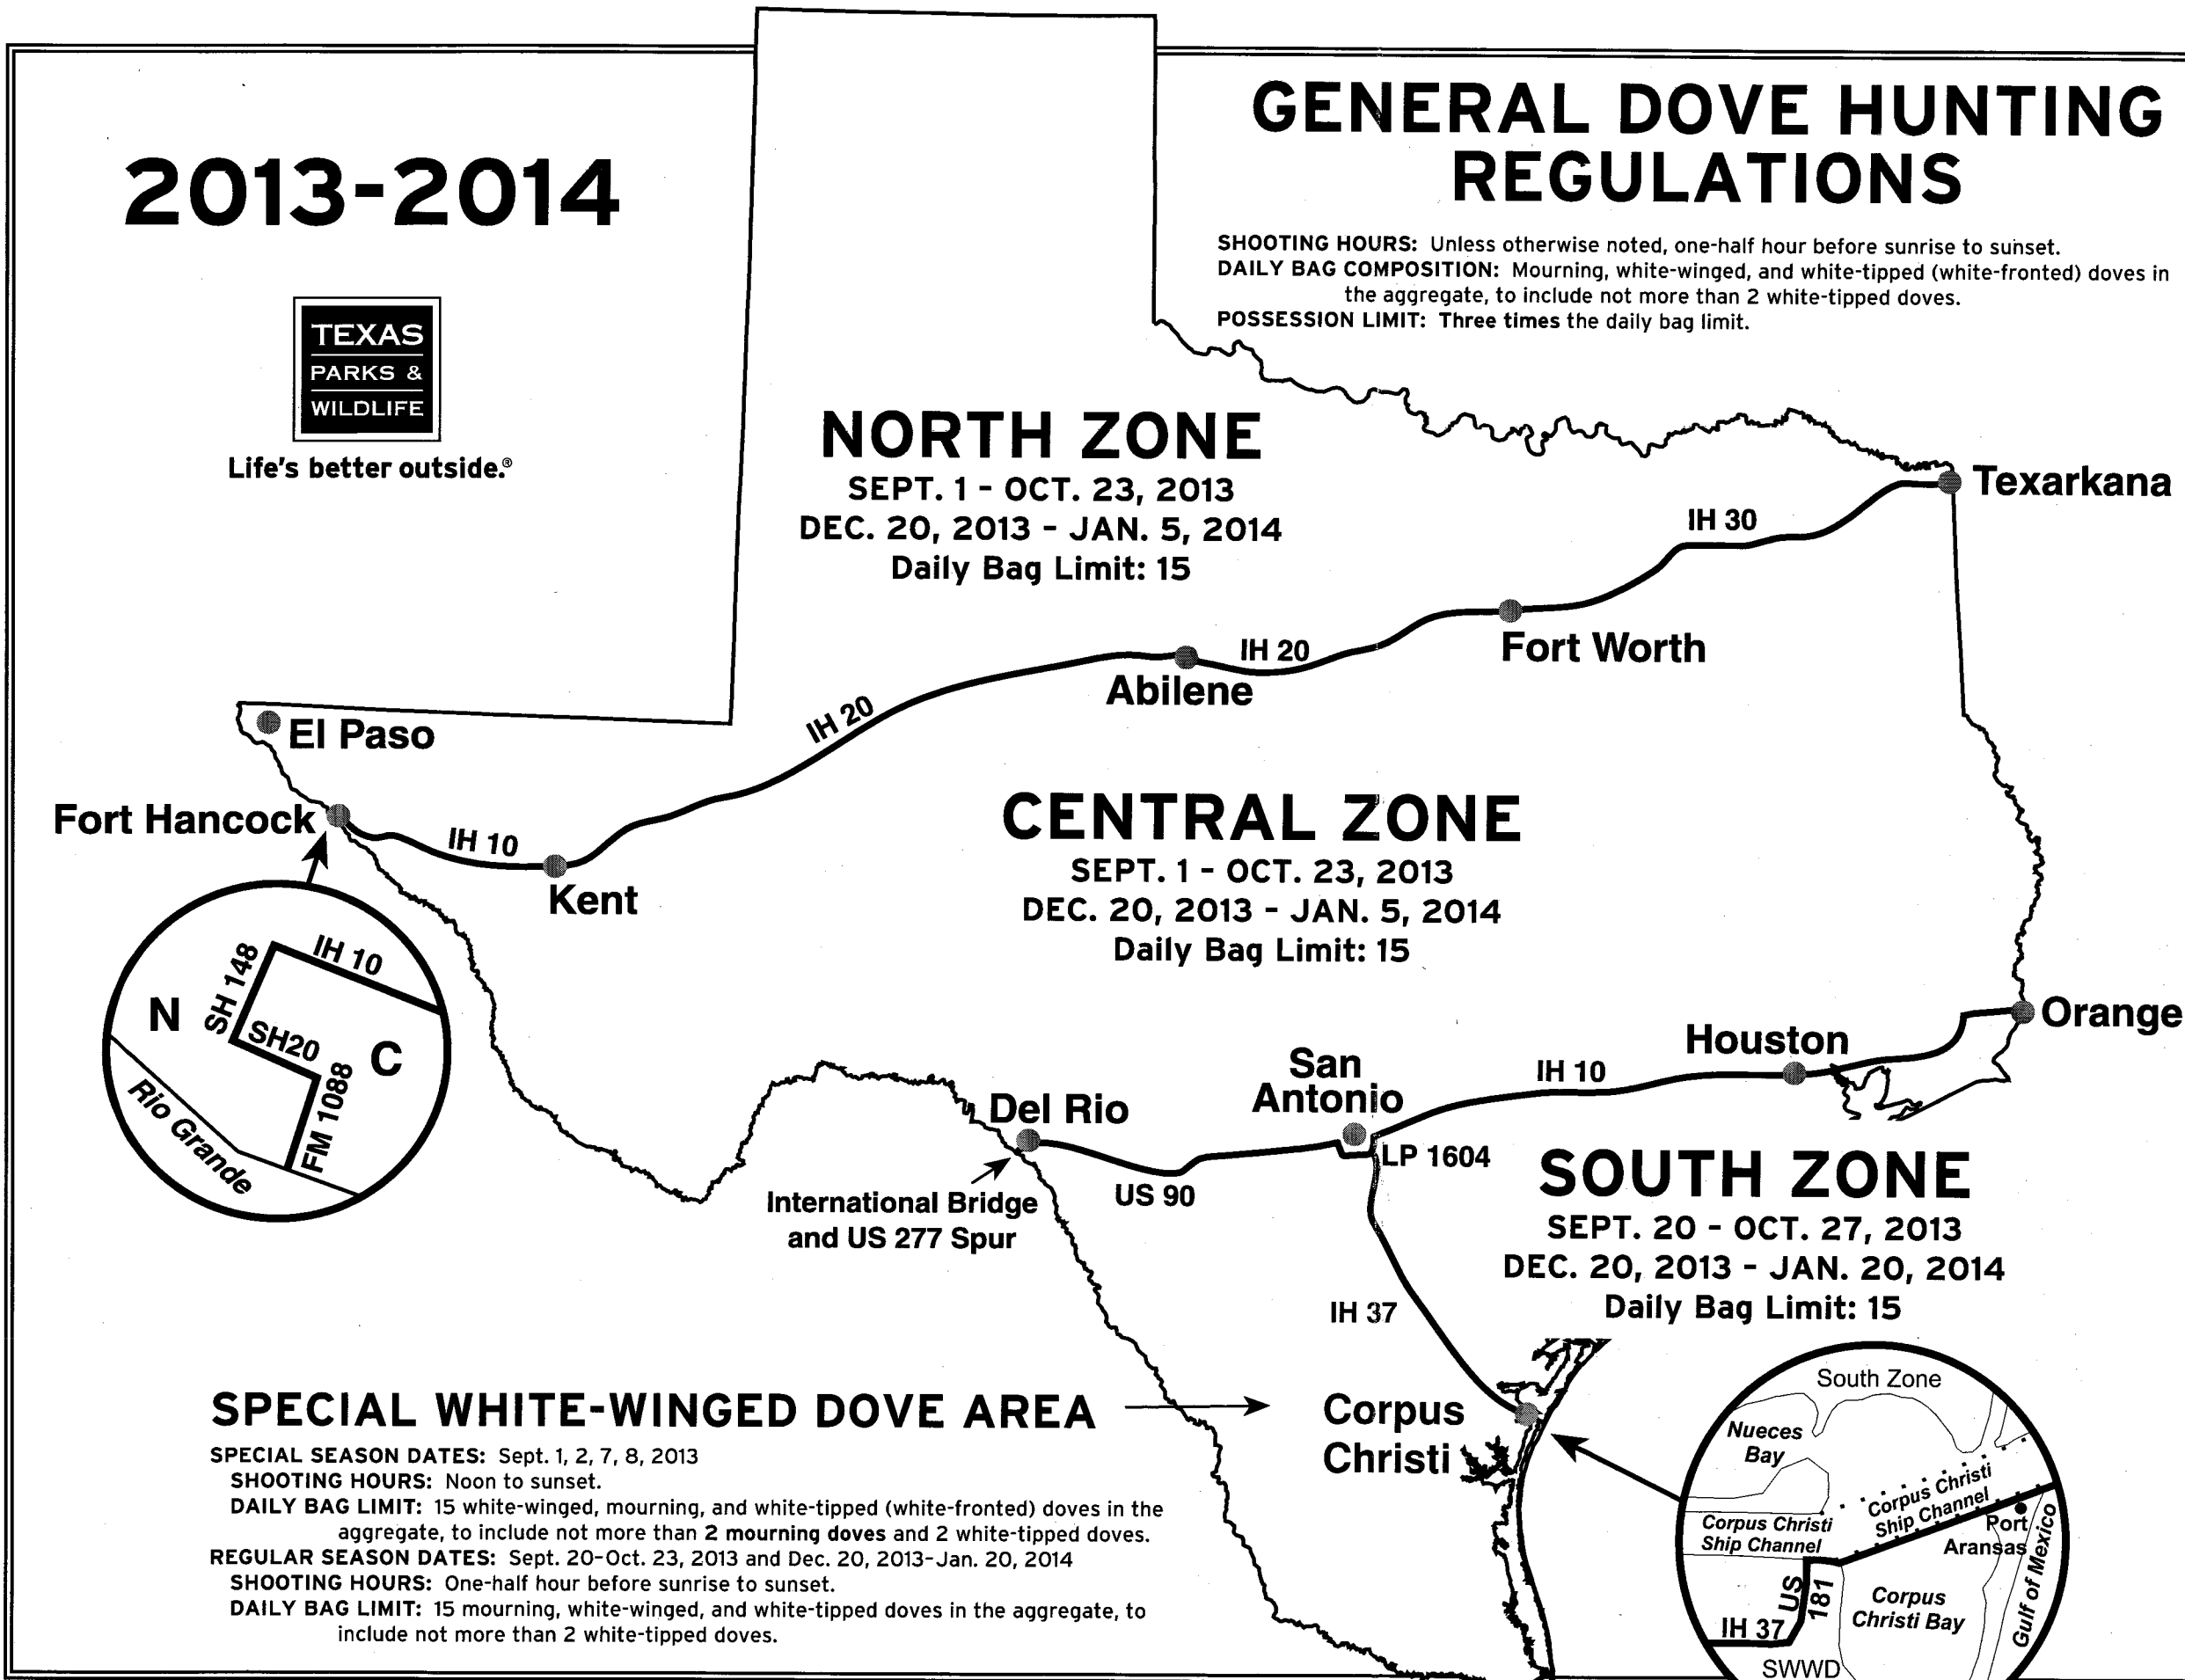 2013-2014
TEXAS
PARKS &
WILDLIFE
Life's better outside.®
GENERAL DOVE HUNTING
REGULATIONS
SHOOTING HOURS: Unless otherwise noted, one-half hour before sunrise to sunset.
DAILY BAG COMPOSITION: Mourning, white-winged, and white-tipped (white-fronted) doves in
the aggregate, to include not more than 2 white-tipped doves.
POSSESSION LIMIT: Three times the daily bag limit.
NORTH ZONE
SEPT. 1 - OCT. 23, 2013
DEC. 20, 2013 - JAN. 5, 2014
Daily Bag Limit: 15
Texarkana
IH 30
Fort Worth
IH 20
Abilene
IH 20
El Paso
Fort Hancock
IH 10
Kent
CENTRAL ZONE
SEPT. 1 - OCT. 23, 2013
DEC. 20, 2013 - JAN. 5, 2014
Daily Bag Limit: 15
IH 10
SH 148
N
SH20
C
FM 1088
Rio Grande
Orange
Houston
IH 10
San
Antonio
LP 1604
Del Rio
US 90
International Bridge
and US 277 Spur
SOUTH ZONE
SEPT. 20 - OCT. 27, 2013
DEC. 20, 2013 - JAN. 20, 2014
Daily Bag Limit: 15
IH 37
Corpus
Christi
SPECIAL WHITE-WINGED DOVE AREA
SPECIAL SEASON DATES: Sept. 1, 2, 7, 8, 2013
SHOOTING HOURS: Noon to sunset.
DAILY BAG LIMIT: 15 white-winged, mourning, and white-tipped (white-fronted) doves in the
aggregate, to include not more than 2 mourning doves and 2 white-tipped doves.
REGULAR SEASON DATES: Sept. 20-Oct. 23, 2013 and Dec. 20, 2013-Jan. 20, 2014
SHOOTING HOURS: One-half hour before sunrise to sunset.
DAILY BAG LIMIT: 15 mourning, white-winged, and white-tipped doves in the aggregate, to
include not more than 2 white-tipped doves.
South Zone
Nueces
Bay
Corpus Christi
Ship Channel
Corpus Christi
Ship Channel
Port
Aransas
Gulf of Mexico
US
181
Corpus
Christi Bay
IH 37
SWWD